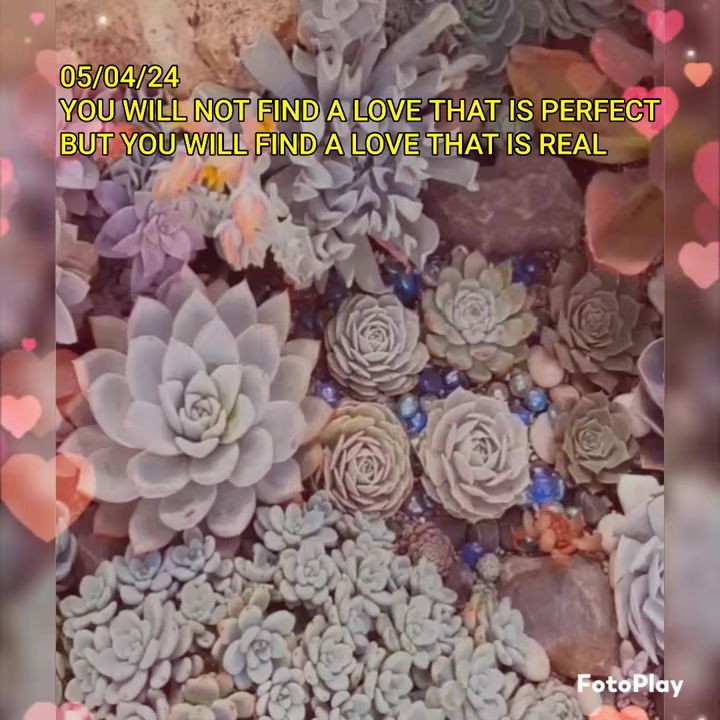 05/04/24
YOU WILL NOT FIND A LOVE THAT IS PERFECT
BUT YOU WILL FIND A LOVE THAT IS REAL
FotoPlay